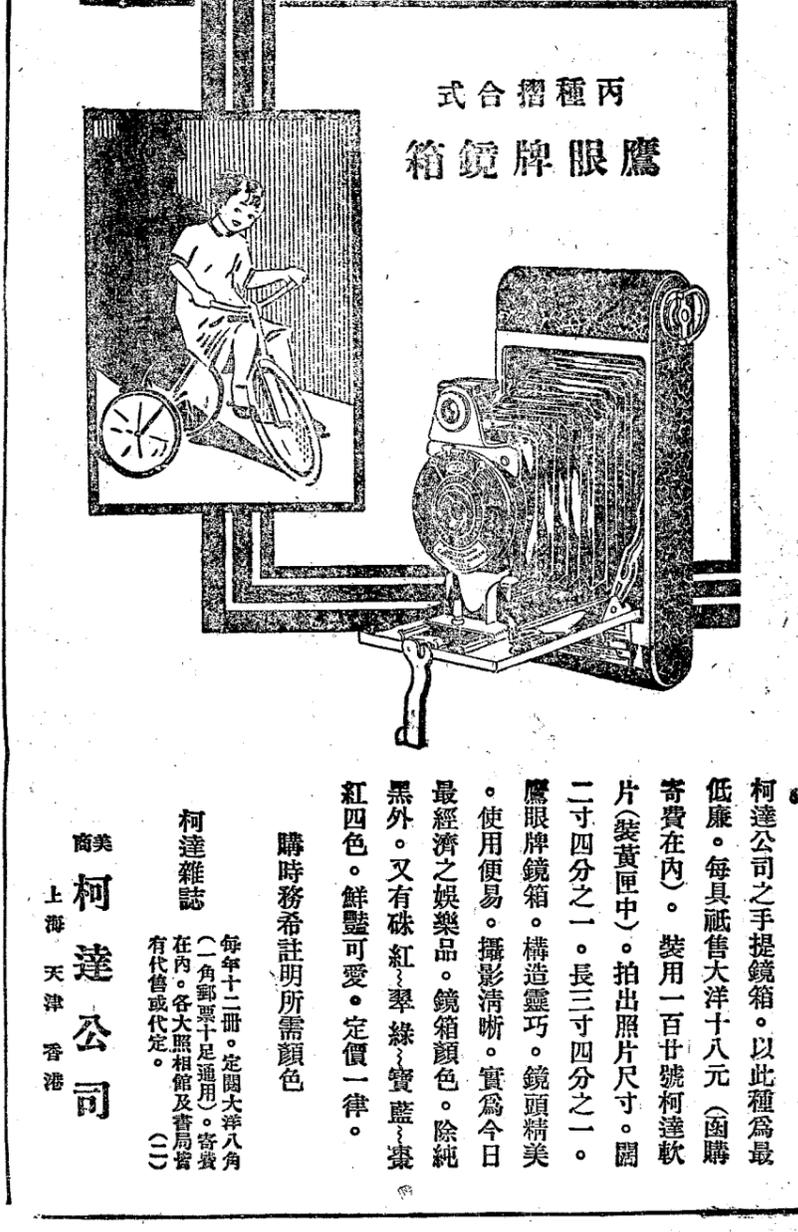 丙種摺合式
鷹眼牌鏡箱
柯達公司之手提鏡箱。以此種爲最
低廉。每具祗售大洋十八元（函購
寄費在內）。裝用一百廿號柯達軟
片（裝黃匣中）。拍出照片尺寸。闊
二寸四分之一。長三寸四分之一。
鷹眼牌鏡箱。構造靈巧。鏡頭精美
。使用便易。攝影清晰。實爲今日
最經濟之娛樂品。鏡箱顏色。除純
黑外。又有硃紅～翠綠～寶藍～棗
紅四色。鮮豔可愛。定價一律。
購時務希註明所需顏色
柯達雜誌
每年十二冊。定閱大洋八角
（一角郵票十足通用）。寄費
在內。各大照相館及書局皆
有代售或代定。（二）
美商
柯達公司
上海 天津 香港